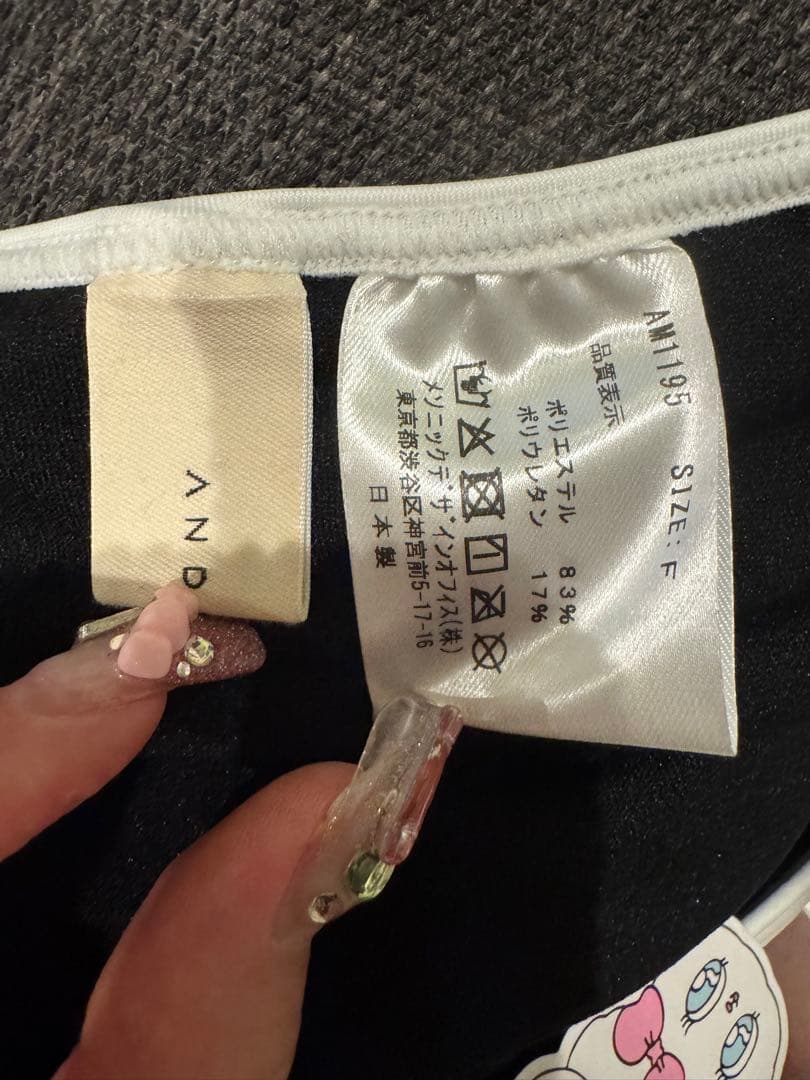 AND
AM1195 SIZE:F
品質表示
ポリエステル 83%
ポリウレタン 17%
メソニックデザインオフィス(株)
東京都渋谷区神宮前5-17-16
日本製